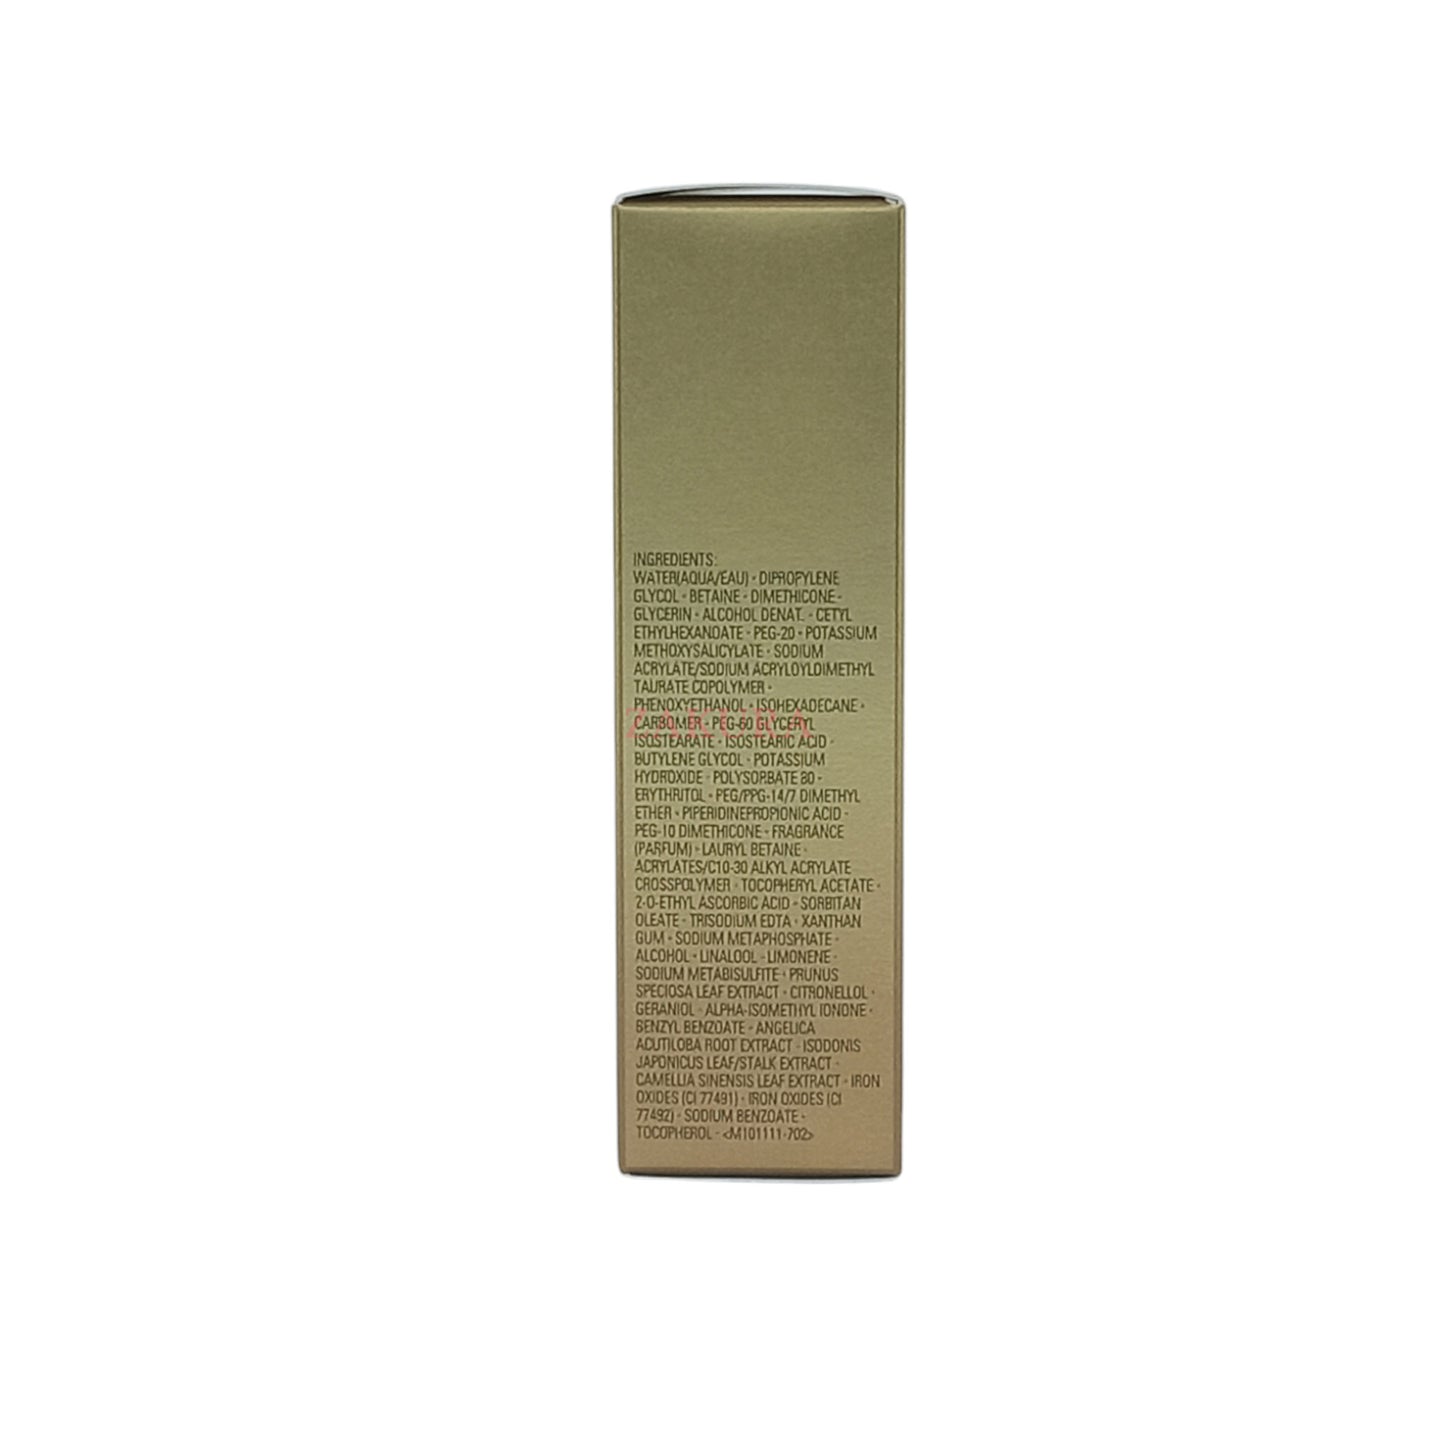 INGREDIENTS:
WATER(AQUA/EAU)・DIPROPYLENE
GLYCOL・BETAINE・DIMETHICONE・
GLYCERIN・ALCOHOL DENAT.・CETYL
ETHYLHEXANOATE・PEG-20・POTASSIUM
METHOXYSALICYLATE・SODIUM
ACRYLATE/SODIUM ACRYLOYLDIMETHYL
TAURATE COPOLYMER・
PHENOXYETHANOL・ISOHEXADECANE・
CARBOMER・PEG-60 GLYCERYL
ZAKURA
ISOSTEARATE・ISOSTEARIC ACID・
BUTYLENE GLYCOL・POTASSIUM
HYDROXIDE・POLYSORBATE 80・
ERYTHRITOL・PEG/PPG-14/7 DIMETHYL
ETHER・PIPERIDINEPROPIONIC ACID・
PEG-10 DIMETHICONE・FRAGRANCE
(PARFUM)・LAURYL BETAINE・
ACRYLATES/C10-30 ALKYL ACRYLATE
CROSSPOLYMER・TOCOPHERYL ACETATE・
2-O-ETHYL ASCORBIC ACID・SORBITAN
OLEATE・TRISODIUM EDTA・XANTHAN
GUM・SODIUM METAPHOSPHATE・
ALCOHOL・LINALOOL・LIMONENE・
SODIUM METABISULFITE・PRUNUS
SPECIOSA LEAF EXTRACT・CITRONELLOL・
GERANIOL・ALPHA-ISOMETHYL IONONE・
BENZYL BENZOATE・ANGELICA
ACUTILOBA ROOT EXTRACT・ISODONIS
JAPONICUS LEAF/STALK EXTRACT・
CAMELLIA SINENSIS LEAF EXTRACT・IRON
OXIDES (CI 77491)・IRON OXIDES (CI
77492)・SODIUM BENZOATE・
TOCOPHEROL・<M101111-702>